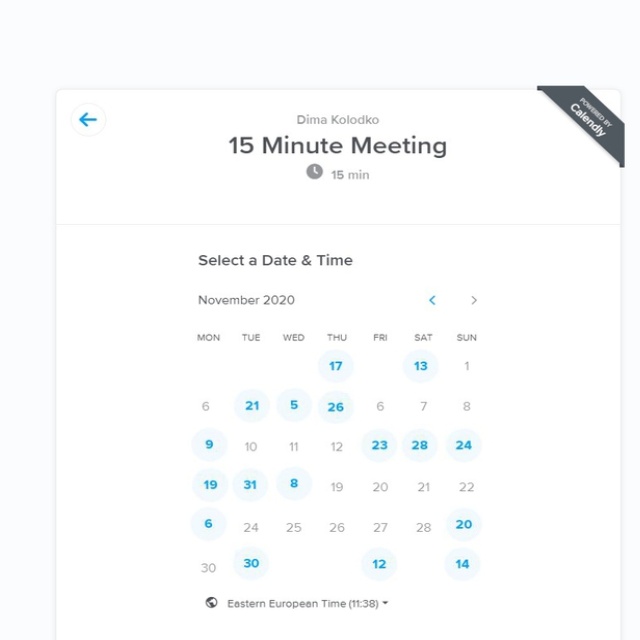 POWERED BY
Calendly
Dima Kolodko
15 Minute Meeting
15 min
Select a Date & Time
November 2020
MON TUE WED THU FRI SAT SUN
17 13 1
6 21 5 26 6 7 8
9 10 11 12 23 28 24
19 31 8 19 20 21 22
6 24 25 26 27 28 20
30 30 12 14
Eastern European Time (11:38)